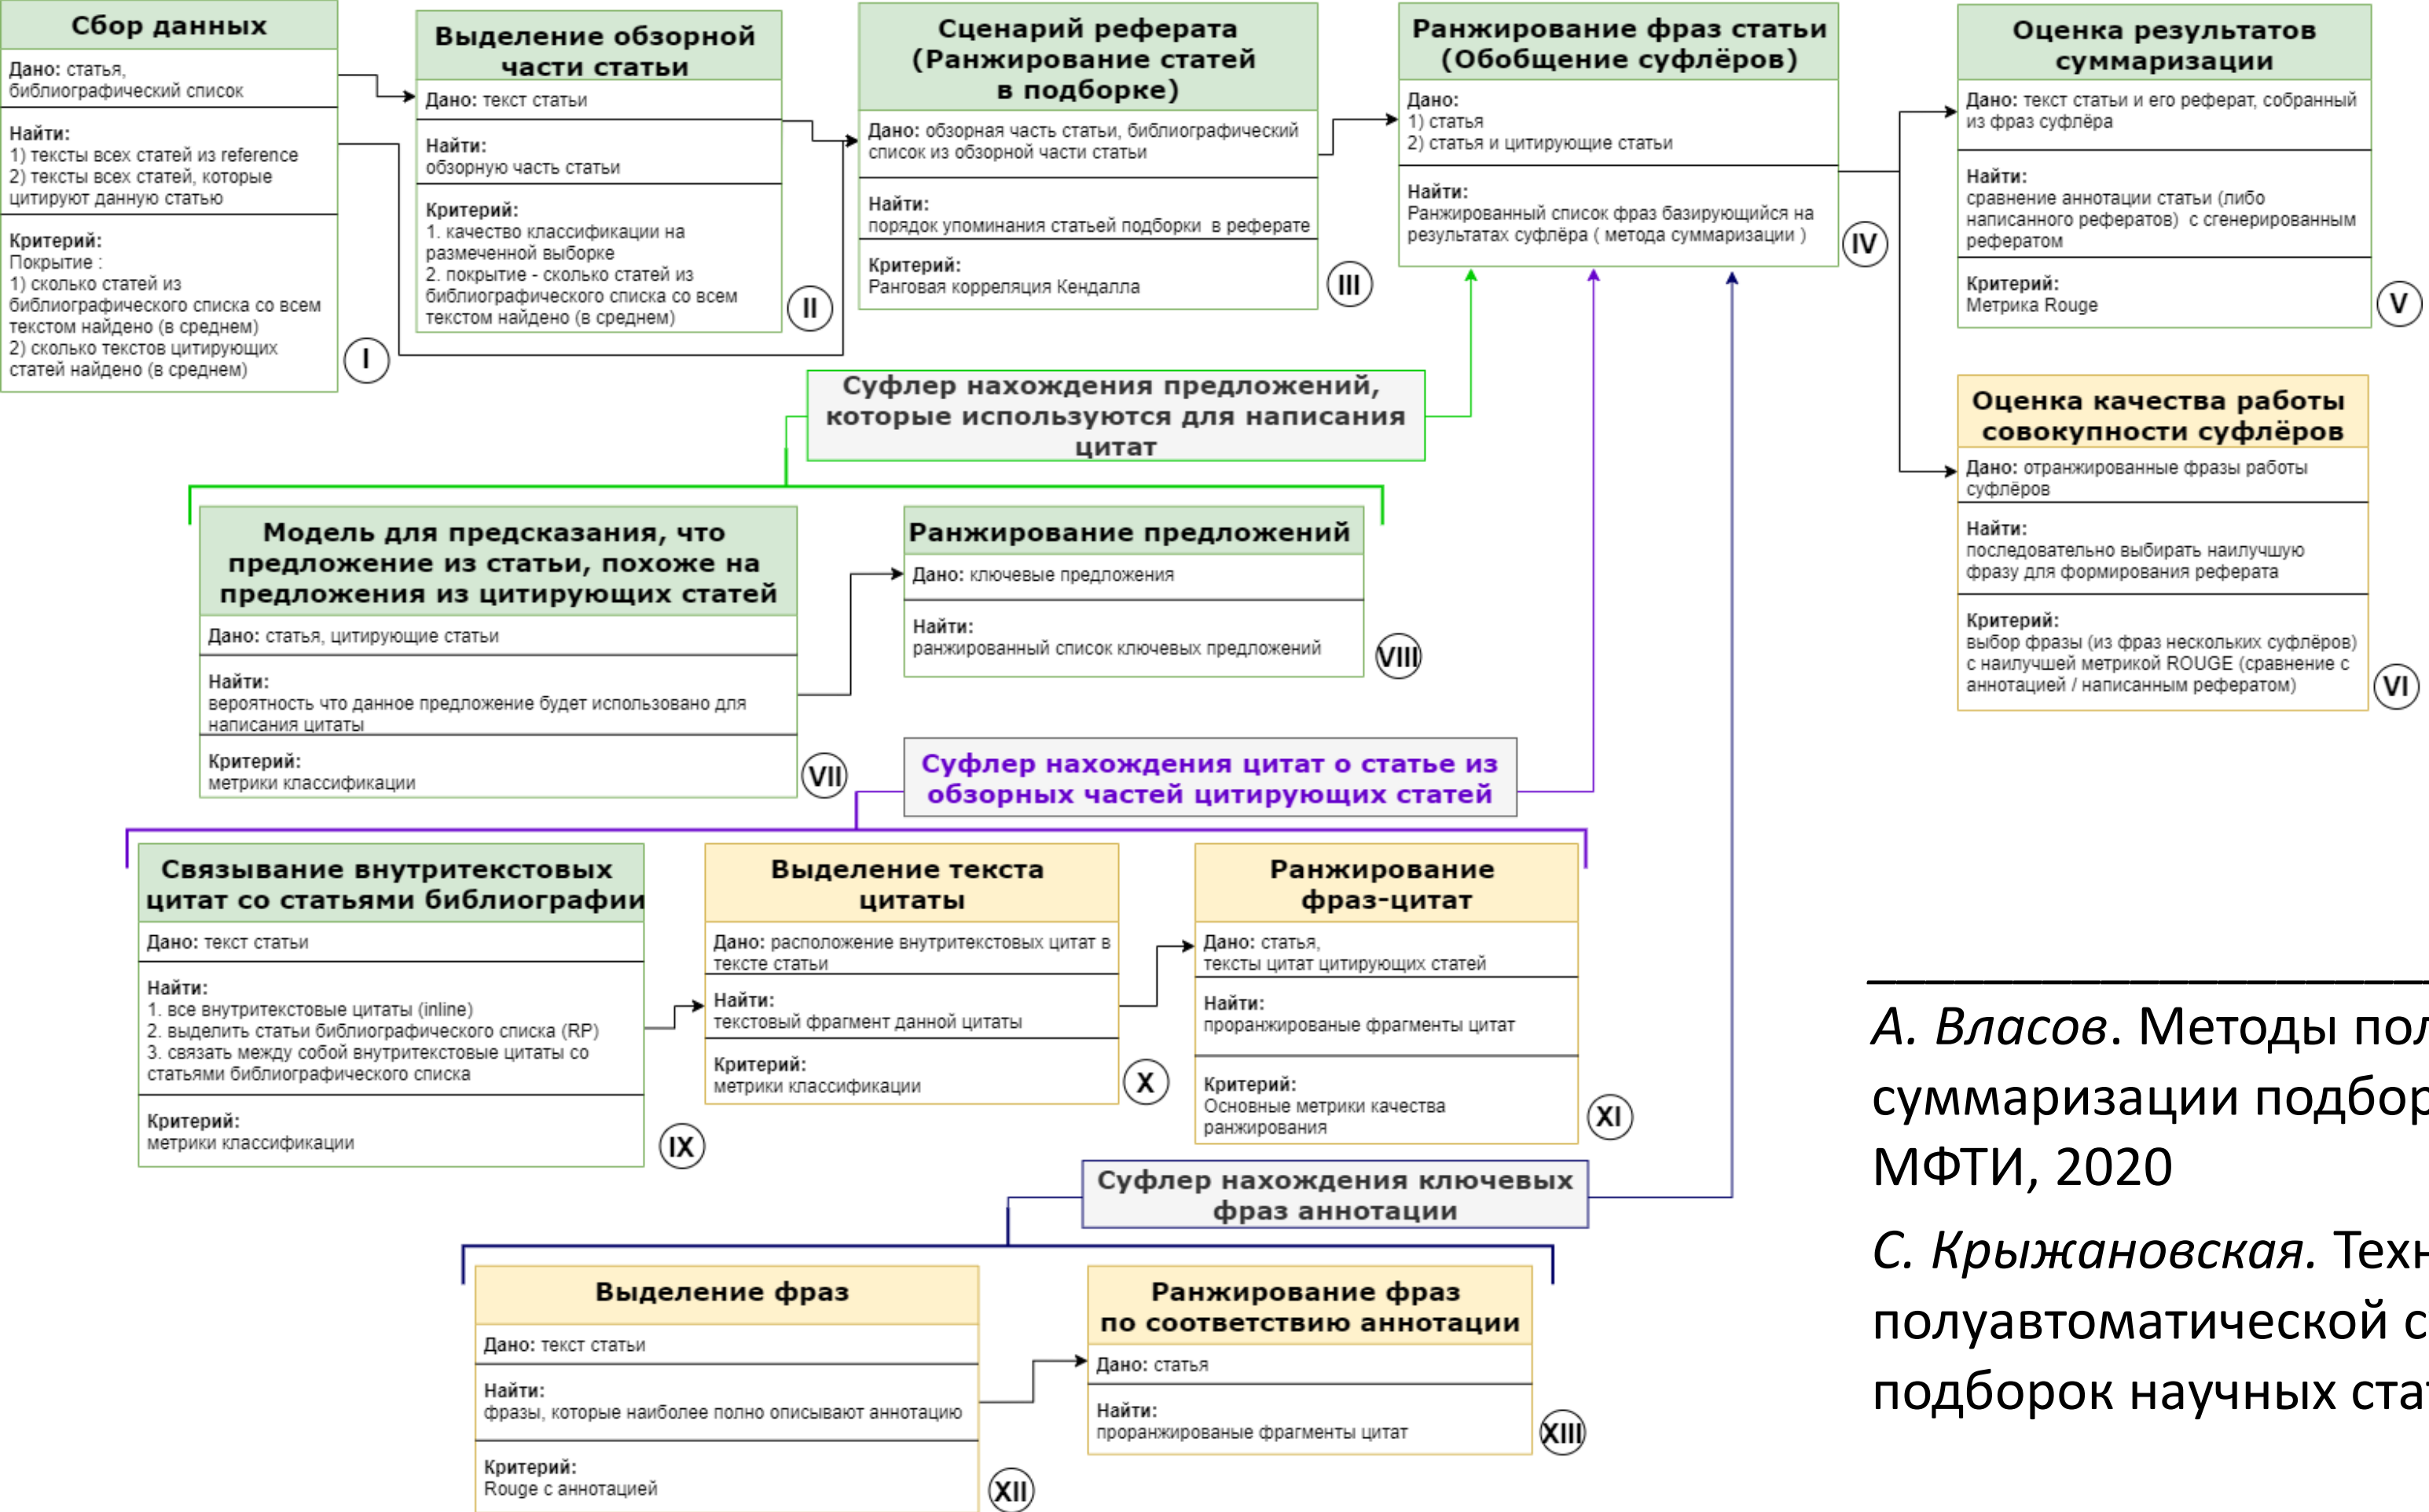 Сбор данных
Дано: статья,
библиографический список
Найти:
1) тексты всех статей из reference
2) тексты всех статей, которые
цитируют данную статью
Критерий:
Покрытие :
1) сколько статей из
библиографического списка со всем
текстом найдено (в среднем)
2) сколько текстов цитирующих
статей найдено (в среднем)
I
Выделение обзорной
части статьи
Дано: текст статьи
Найти:
обзорную часть статьи
Критерий:
1. качество классификации на
размеченной выборке
2. покрытие - сколько статей из
библиографического списка со всем
текстом найдено (в среднем)
II
Сценарий реферата
(Ранжирование статей
в подборке)
Дано: обзорная часть статьи, библиографический
список из обзорной части статьи
Найти:
порядок упоминания статьей подборки в реферате
Критерий:
Ранговая корреляция Кендалла
III
Ранжирование фраз статьи
(Обобщение суфлёров)
Дано:
1) статья
2) статья и цитирующие статьи
Найти:
Ранжированный список фраз базирующийся на
результатах суфлёра ( метода суммаризации )
IV
Оценка результатов
суммаризации
Дано: текст статьи и его реферат, собранный
из фраз суфлёра
Найти:
сравнение аннотации статьи (либо
написанного рефератов) с сгенерированным
рефератом
Критерий:
Метрика Rouge
V
Оценка качества работы
совокупности суфлёров
Дано: отранжированные фразы работы
суфлёров
Найти:
последовательно выбирать наилучшую
фразу для формирования реферата
Критерий:
выбор фразы (из фраз нескольких суфлёров)
с наилучшей метрикой ROUGE (сравнение с
аннотацией / написанным рефератом)
VI
Суфлер нахождения предложений,
которые используются для написания
цитат
Модель для предсказания, что
предложение из статьи, похоже на
предложения из цитирующих статей
Дано: статья, цитирующие статьи
Найти:
вероятность что данное предложение будет использовано для
написания цитаты
Критерий:
метрики классификации
VII
Ранжирование предложений
Дано: ключевые предложения
Найти:
ранжированный список ключевых предложений
VIII
Суфлер нахождения цитат о статье из
обзорных частей цитирующих статей
Связывание внутритекстовых
цитат со статьями библиографии
Дано: текст статьи
Найти:
1. все внутритекстовые цитаты (inline)
2. выделить статьи библиографического списка (RP)
3. связать между собой внутритекстовые цитаты со
статьями библиографического списка
Критерий:
метрики классификации
IX
Выделение текста
цитаты
Дано: расположение внутритекстовых цитат в
тексте статьи
Найти:
текстовый фрагмент данной цитаты
Критерий:
метрики классификации
X
Ранжирование
фраз-цитат
Дано: статья,
тексты цитат цитирующих статей
Найти:
проранжированые фрагменты цитат
Критерий:
Основные метрики качества
ранжирования
XI
Суфлер нахождения ключевых
фраз аннотации
Выделение фраз
Дано: текст статьи
Найти:
фразы, которые наиболее полно описывают аннотацию
Критерий:
Rouge с аннотацией
XII
Ранжирование фраз
по соответствию аннотации
Дано: статья
Найти:
проранжированые фрагменты цитат
XIII
А. Власов. Методы
суммаризации
МФТИ, 2020
С. Крыжановская.
полуавтоматической
подборок научных